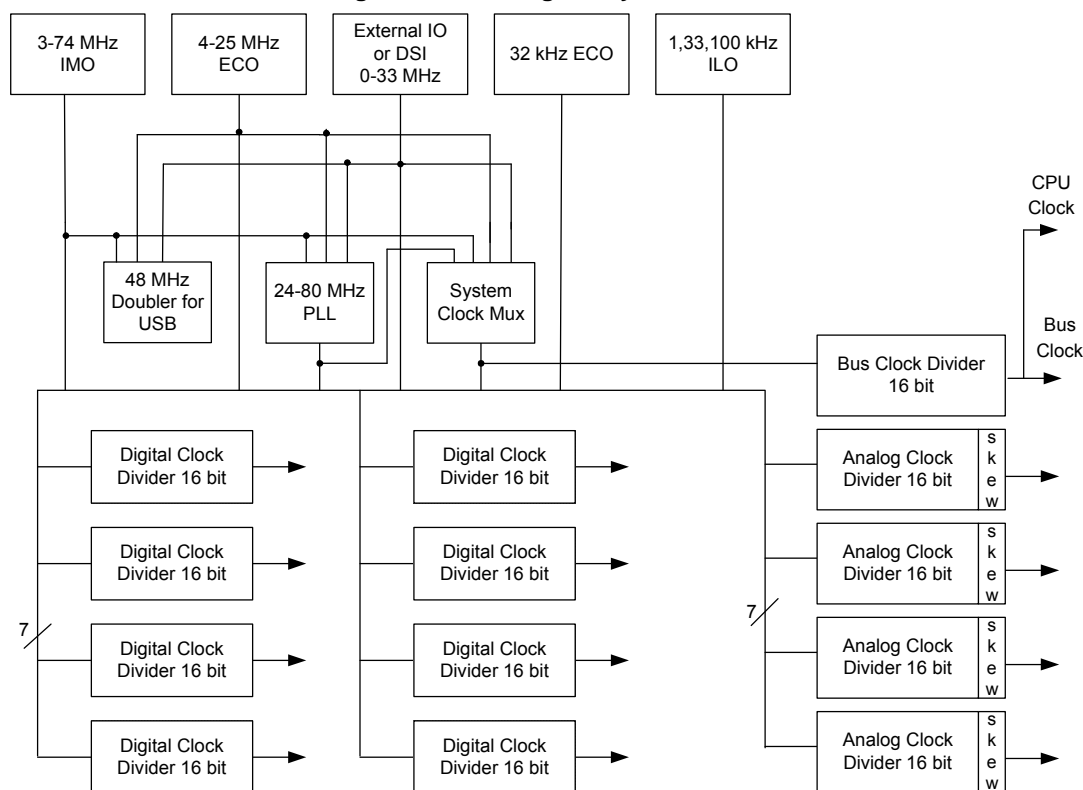 3-74 MHz
IMO
4-25 MHz
ECO
External IO
or DSI
0-33 MHz
32 kHz ECO
1,33,100 kHz
ILO
CPU
Clock
48 MHz
Doubler for
USB
24-80 MHz
PLL
System
Clock Mux
Bus
Clock
Bus Clock Divider
16 bit
Digital Clock
Divider 16 bit
Digital Clock
Divider 16 bit
Analog Clock
Divider 16 bit
s
k
e
w
Digital Clock
Divider 16 bit
Digital Clock
Divider 16 bit
Analog Clock
Divider 16 bit
s
k
e
w
7
7
Digital Clock
Divider 16 bit
Digital Clock
Divider 16 bit
Analog Clock
Divider 16 bit
s
k
e
w
Digital Clock
Divider 16 bit
Digital Clock
Divider 16 bit
Analog Clock
Divider 16 bit
s
k
e
w